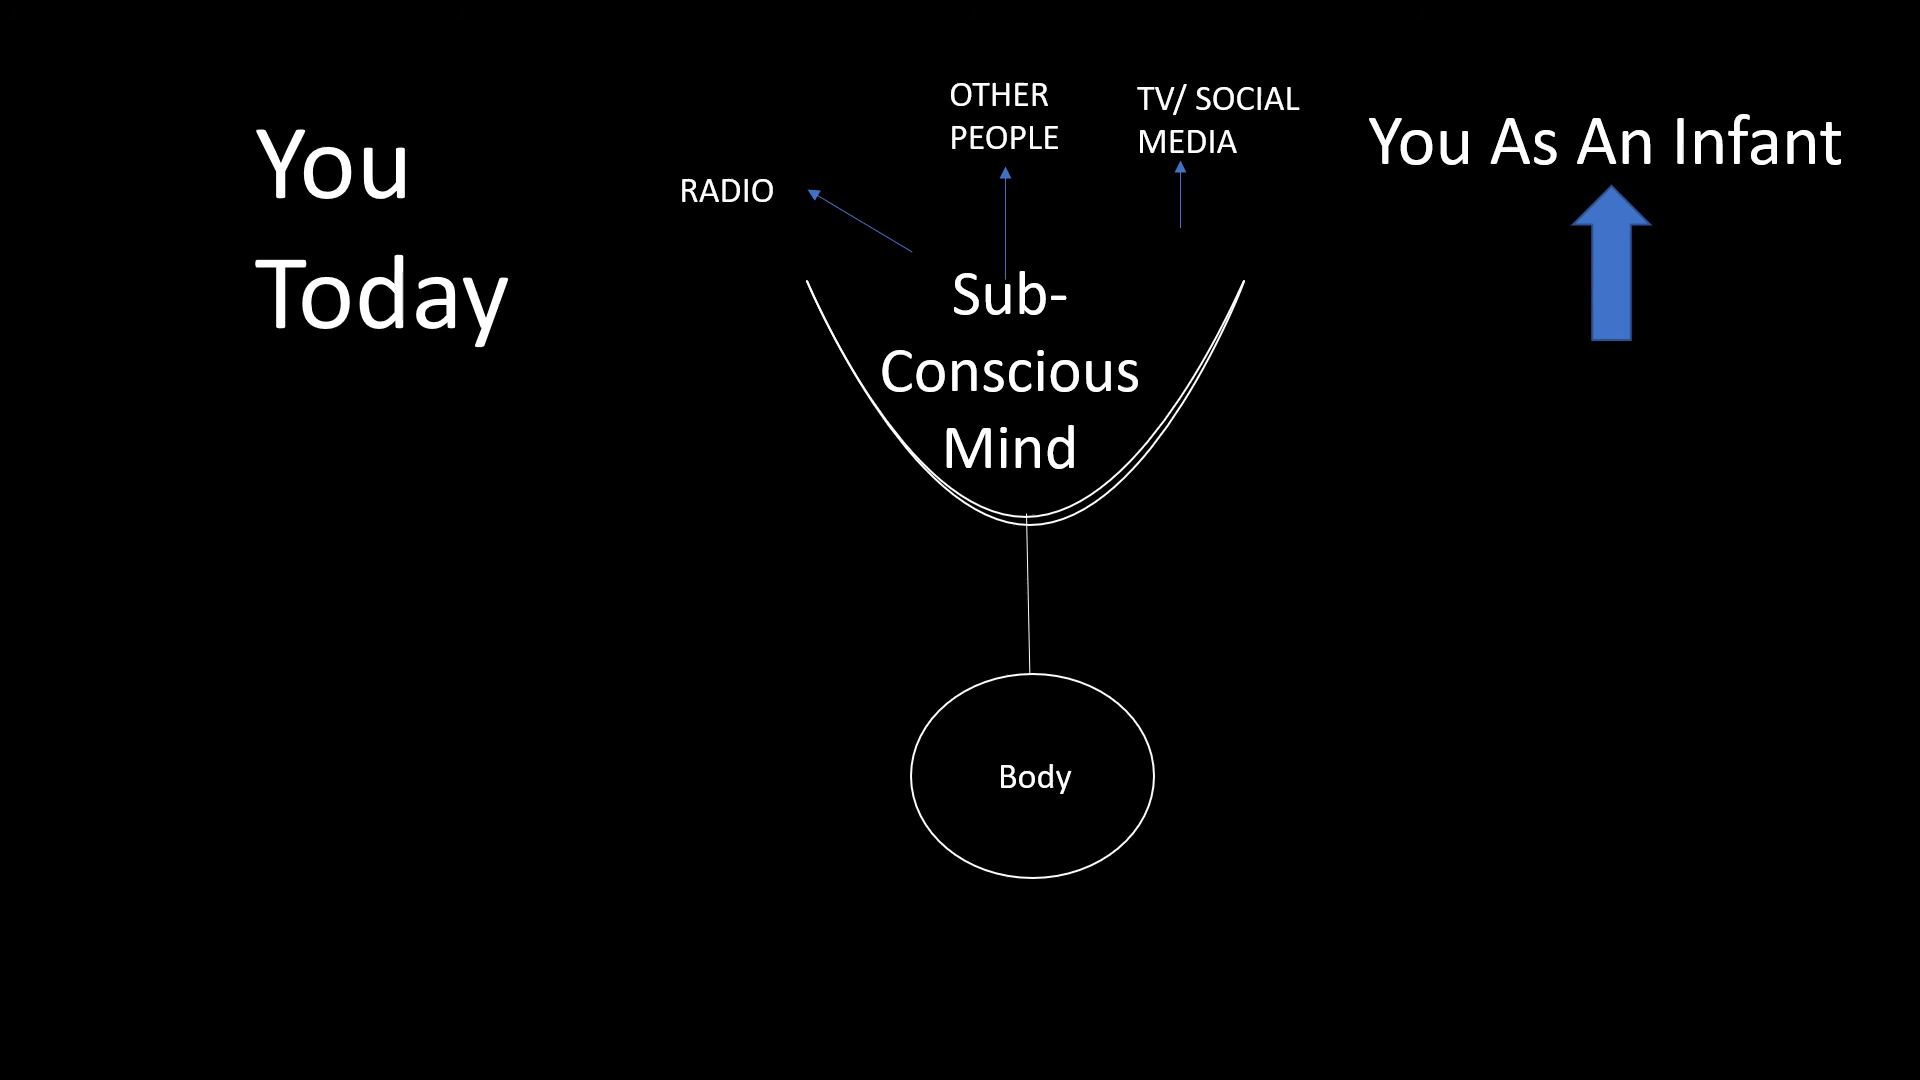 You
Today
RADIO
OTHER
PEOPLE
TV/ SOCIAL
MEDIA
You As An Infant
Sub-
Conscious
Mind
Body